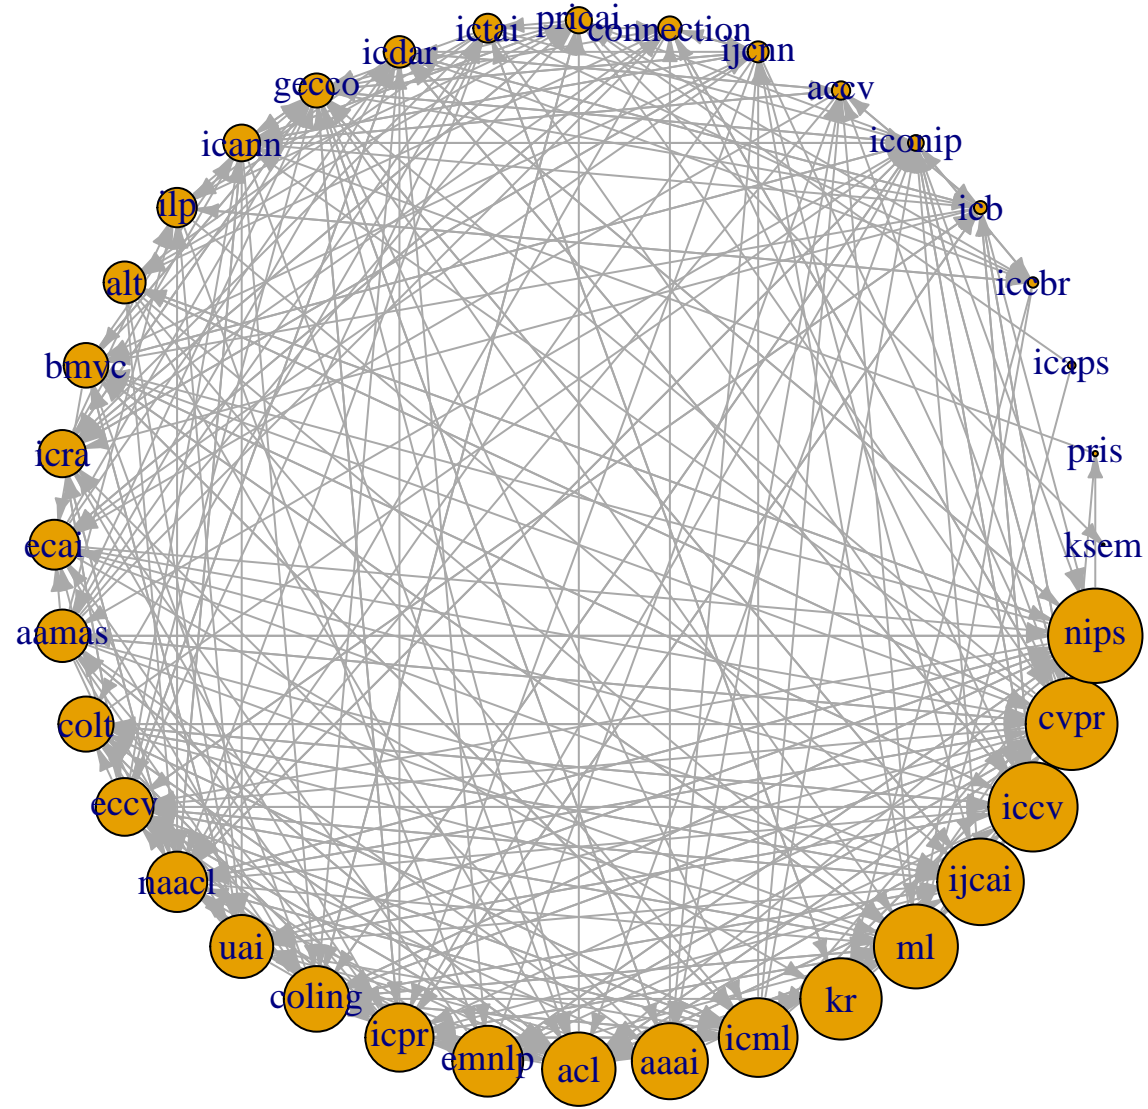 pricai
ictai
connection
icdar
ijcnn
gecco
accv
icann
iconip
ilp
icb
alt
iccbr
bmvc
icaps
icra
pris
ecai
ksem
aamas
nips
colt
cvpr
eccv
iccv
naacl
ijcai
uai
ml
coling
kr
icpr
icml
emnlp
acl
aaai